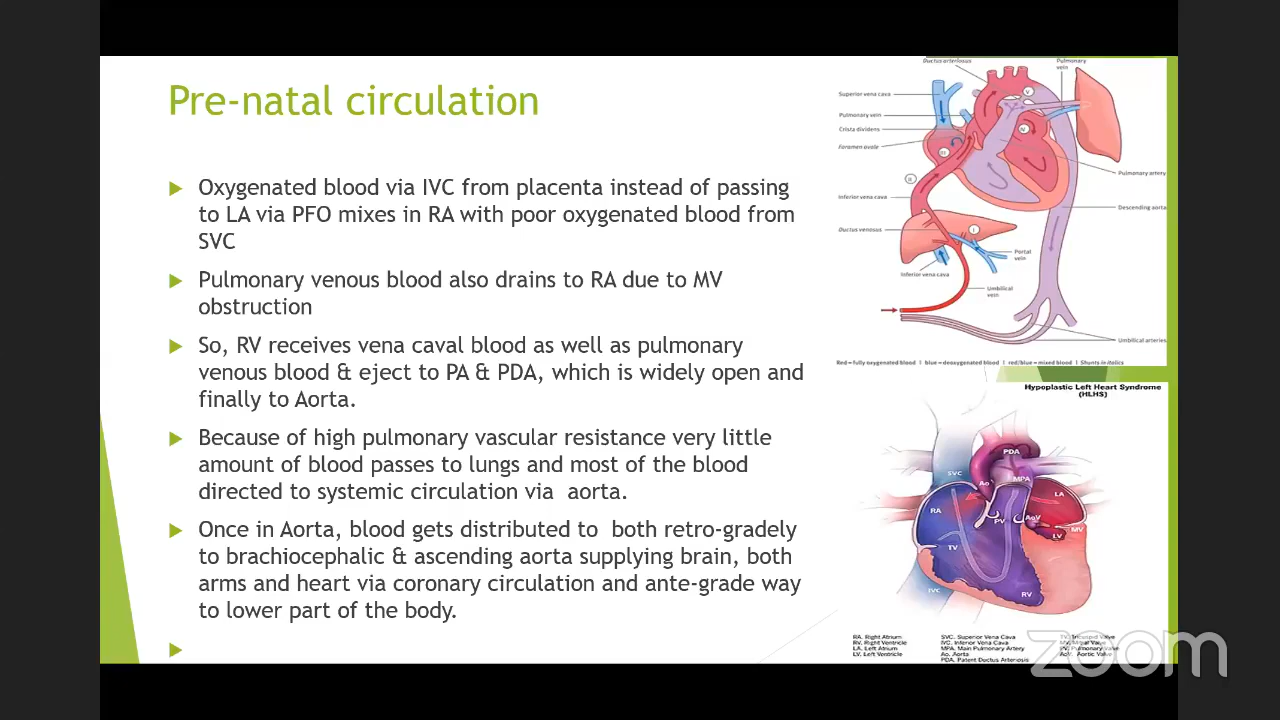 Pre-natal circulation
Oxygenated blood via IVC from placenta instead of passing
to LA via PFO mixes in RA with poor oxygenated blood from
SVC
Pulmonary venous blood also drains to RA due to MV
obstruction
So, RV receives vena caval blood as well as pulmonary
venous blood & eject to PA & PDA, which is widely open and
finally to Aorta.
Because of high pulmonary vascular resistance very little
amount of blood passes to lungs and most of the blood
directed to systemic circulation via aorta.
Once in Aorta, blood gets distributed to both retro-gradely
to brachiocephalic & ascending aorta supplying brain, both
arms and heart via coronary circulation and ante-grade way
to lower part of the body.
Ductus arteriosus
Pulmonary
vein
Superior vena cava
Pulmonary vein
Crista dividens
Foramen ovale
Pulmonary artery
Inferior vena cava
Descending aorta
Ductus venosus
Portal
vein
Inferior vena cava
Umbilical
vein
Umbilical arteries
Red=fully oxygenated blood | blue=deoxygenated blood | red/blue=mixed blood | Shunts in italics
Hypoplastic Left Heart Syndrome
(HLHS)
PDA
SVC
Ao
MPA
LA
RA
PV
AoV
MV
LV
TV
IVC
RV
RA. Right Atrium
RV. Right Ventricle
LA. Left Atrium
LV. Left Ventricle
SVC. Superior Vena Cava
IVC. Inferior Vena Cava
MPA. Main Pulmonary Artery
Ao. Aorta
PDA. Patent Ductus Arteriosis
TV. Tricuspid Valve
MV. Mitral Valve
PV. Pulmonary Valve
AoV. Aortic Valve
zoom